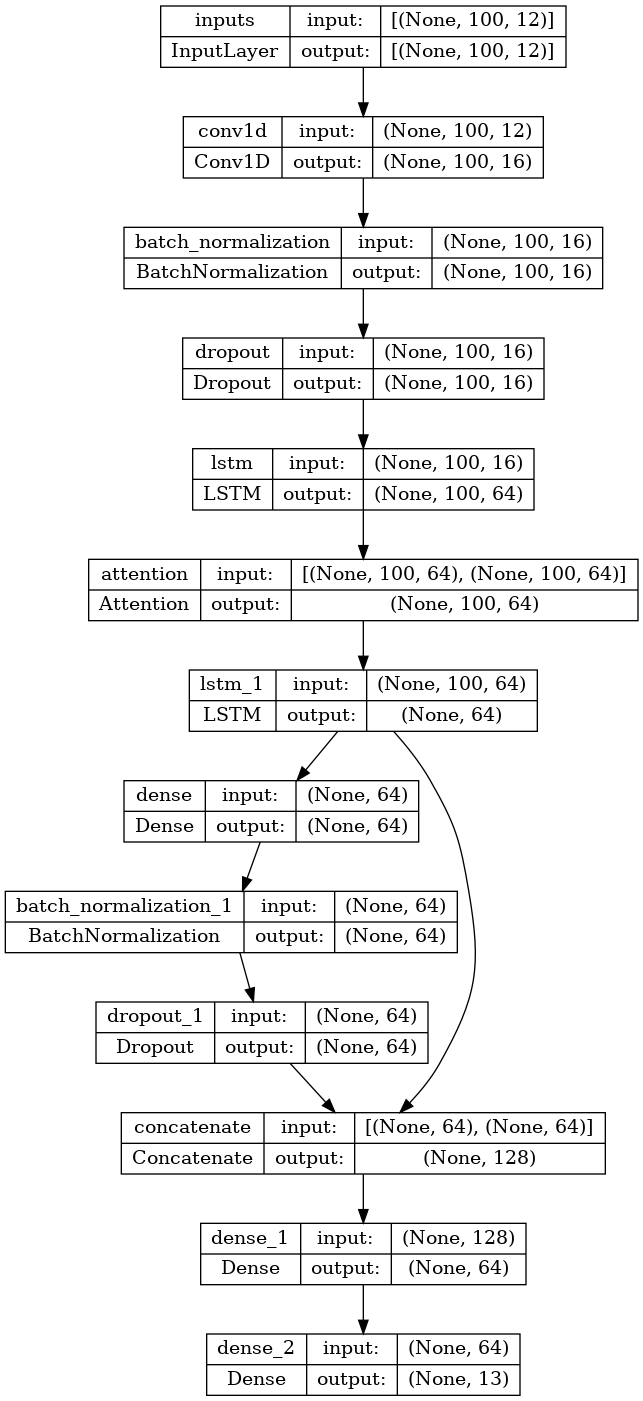 inputs input: [(None, 100, 12)]
InputLayer output: [(None, 100, 12)]
conv1d input: (None, 100, 12)
Conv1D output: (None, 100, 16)
batch_normalization input: (None, 100, 16)
BatchNormalization output: (None, 100, 16)
dropout input: (None, 100, 16)
Dropout output: (None, 100, 16)
lstm input: (None, 100, 16)
LSTM output: (None, 100, 64)
attention input: [(None, 100, 64), (None, 100, 64)]
Attention output: (None, 100, 64)
lstm_1 input: (None, 100, 64)
LSTM output: (None, 64)
dense input: (None, 64)
Dense output: (None, 64)
batch_normalization_1 input: (None, 64)
BatchNormalization output: (None, 64)
dropout_1 input: (None, 64)
Dropout output: (None, 64)
concatenate input: [(None, 64), (None, 64)]
Concatenate output: (None, 128)
dense_1 input: (None, 128)
Dense output: (None, 64)
dense_2 input: (None, 64)
Dense output: (None, 13)